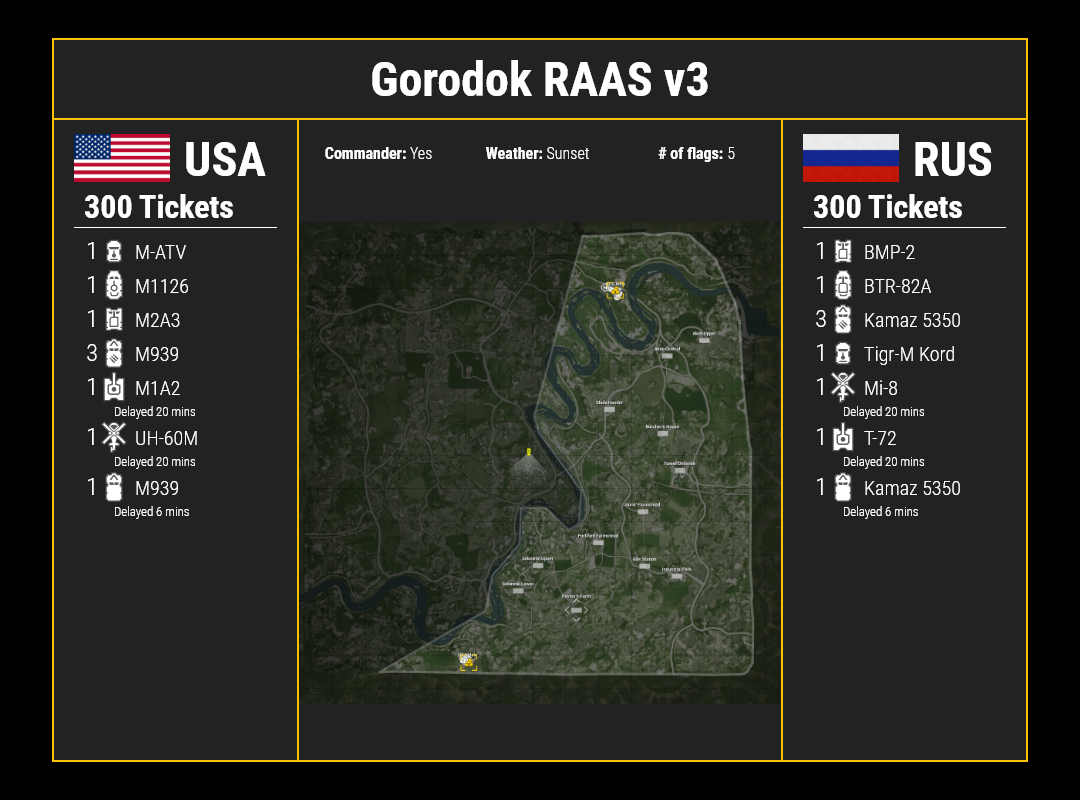 Gorodok RAAS v3
USA
300 Tickets
1 M-ATV
1 M1126
1 M2A3
3 M939
1 M1A2
Delayed 20 mins
1 UH-60M
Delayed 20 mins
1 M939
Delayed 6 mins
Commander: Yes Weather: Sunset # of flags: 5
RUS
300 Tickets
1 BMP-2
1 BTR-82A
3 Kamaz 5350
1 Tigr-M Kord
1 Mi-8
Delayed 20 mins
1 T-72
Delayed 20 mins
1 Kamaz 5350
Delayed 6 mins
Industrial Park